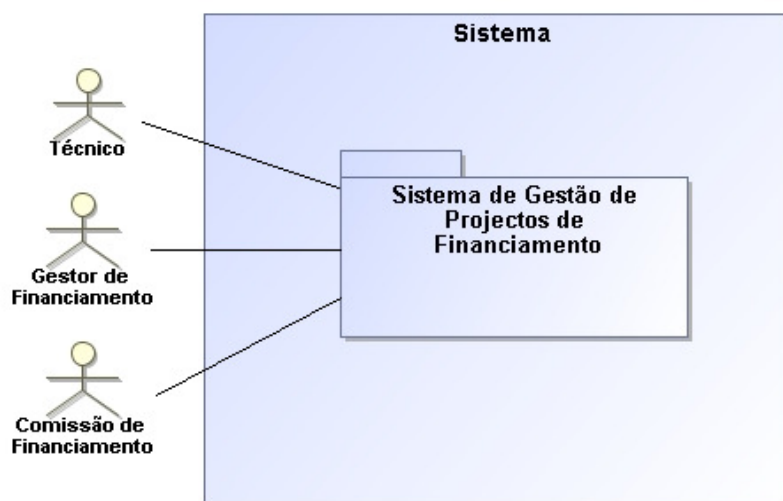 Sistema
Técnico
Sistema de Gestão de
Projectos de
Financiamento
Gestor de
Financiamento
Comissão de
Financiamento